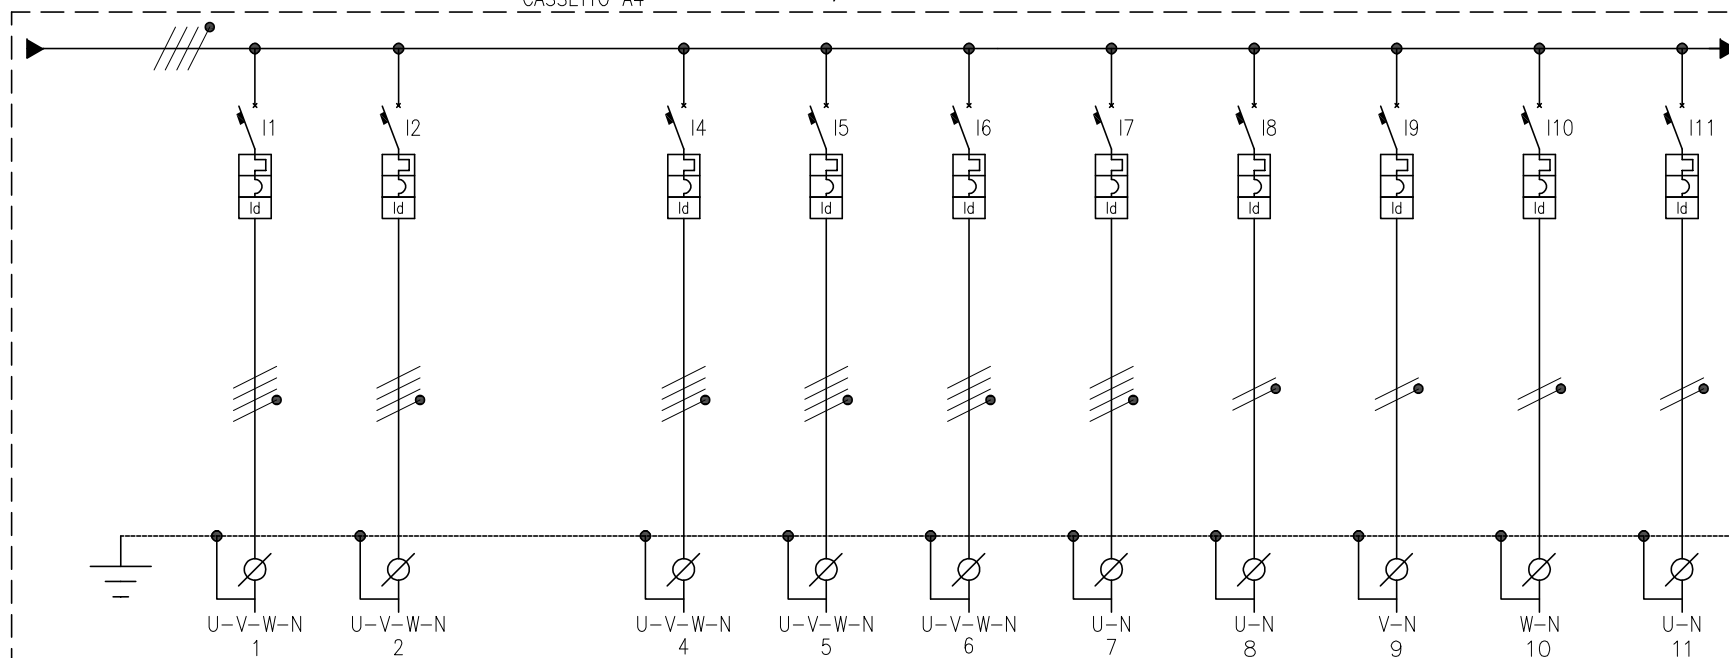 CASSETTO A4
I1 I2 I4 I5 I6 I7 I8 I9 I10 I11
Id Id Id Id Id Id Id Id Id Id
U-V-W-N U-V-W-N U-V-W-N U-V-W-N U-V-W-N U-N U-N V-N W-N U-N
1 2 4 5 6 7 8 9 10 11